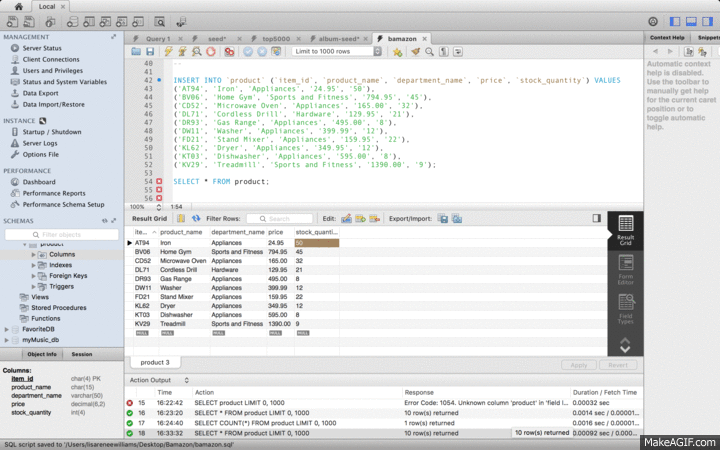 Local
MANAGEMENT
Server Status
Client Connections
Users and Privileges
Status and System Variables
Data Export
Data Import/Restore
INSTANCE
Startup / Shutdown
Server Logs
Options File
PERFORMANCE
Dashboard
Performance Reports
Performance Schema Setup
SCHEMAS
Filter objects
product
Columns
Indexes
Foreign Keys
Triggers
Views
Stored Procedures
Functions
FavoriteDB
myMusic_db
Object Info Session
Columns:
item_id char(4) PK
product_name char(15)
department_name varchar(50)
price decimal(6,2)
stock_quantity int(4)
Query 1 seed* top5000 album-seed* bamazon
Limit to 1000 rows
40 --
41
42 INSERT INTO `product` (`item_id`, `product_name`, `department_name`, `price`, `stock_quantity`) VALUES
43 ('AT94', 'Iron', 'Appliances', '24.95', '50'),
44 ('BV06', 'Home Gym', 'Sports and Fitness', '794.95', '45'),
45 ('CD52', 'Microwave Oven', 'Appliances', '165.00', '32'),
46 ('DL71', 'Cordless Drill', 'Hardware', '129.95', '21'),
47 ('DR93', 'Gas Range', 'Appliances', '495.00', '8'),
48 ('DW11', 'Washer', 'Appliances', '399.99', '12'),
49 ('FD21', 'Stand Mixer', 'Appliances', '159.95', '22'),
50 ('KL62', 'Dryer', 'Appliances', '349.95', '12'),
51 ('KT03', 'Dishwasher', 'Appliances', '595.00', '8'),
52 ('KV29', 'Treadmill', 'Sports and Fitness', '1390.00', '9');
53
54 SELECT * FROM product;
55
56
100% 1:54
Result Grid Filter Rows: Search Edit: Export/Import:
ite... product_name department_name price stock_quanti...
AT94 Iron Appliances 24.95 50
BV06 Home Gym Sports and Fitness 794.95 45
CD52 Microwave Oven Appliances 165.00 32
DL71 Cordless Drill Hardware 129.95 21
DR93 Gas Range Appliances 495.00 8
DW11 Washer Appliances 399.99 12
FD21 Stand Mixer Appliances 159.95 22
KL62 Dryer Appliances 349.95 12
KT03 Dishwasher Appliances 595.00 8
KV29 Treadmill Sports and Fitness 1390.00 9
NULL NULL NULL NULL NULL
Result Grid
Form Editor
Field Types
product 3
Apply Revert
Action Output
Time Action Response Duration / Fetch Time
15 16:22:42 SELECT product LIMIT 0, 1000 Error Code: 1054. Unknown column 'product' in 'field l... 0.00032 sec
16 16:23:20 SELECT * FROM product LIMIT 0, 1000 10 row(s) returned 0.0014 sec / 0.00001...
17 16:24:40 SELECT COUNT(*) FROM product LIMIT 0, 1000 1 row(s) returned 0.0016 sec / 0.00001...
18 16:33:32 SELECT * FROM product LIMIT 0, 1000 10 row(s) returned 10 row(s) returned 0.00092 sec / 0.000...
Context Help Snippets
Automatic context
help is disabled.
Use the toolbar to
manually get help
for the current caret
position or to
toggle automatic
help.
SQL script saved to '/Users/lisareneewilliams/Desktop/Bamazon/bamazon.sql'
MakeAGIF.com